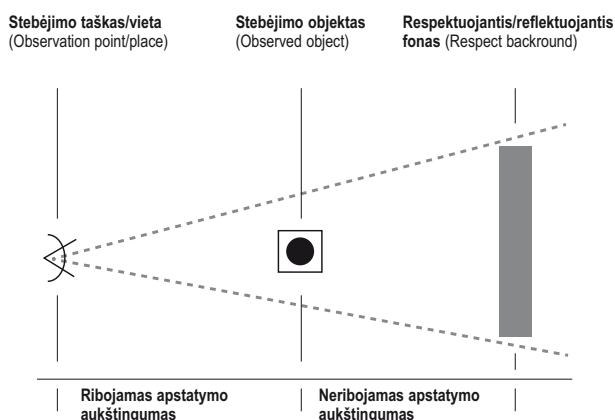 Stebėjimo taškas/vieta
(Observation point/place)
Stebėjimo objektas
(Observed object)
Respektuojantis/reflektuojantis
fonas (Respect backround)
Ribojamas apstatymo
aukštingumas
Neribojamas apstatymo
aukštingumas